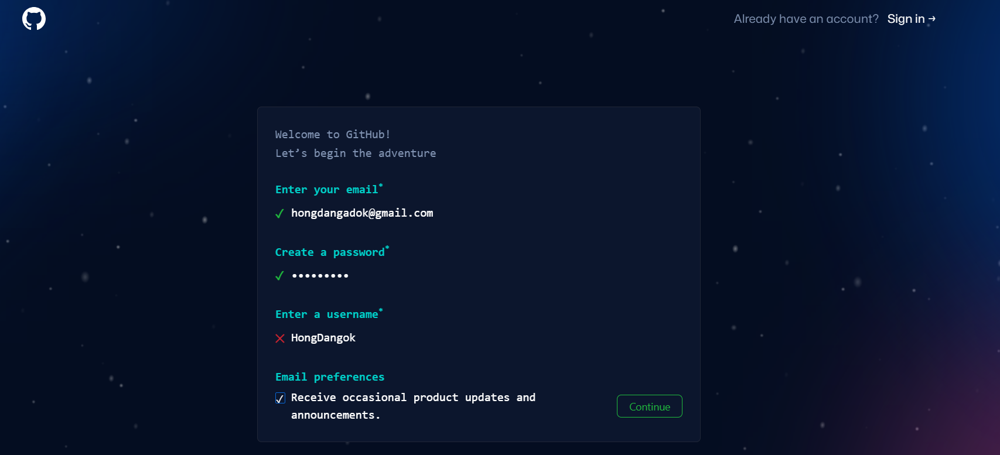 Already have an account? Sign in →
Welcome to GitHub!
Let’s begin the adventure
Enter your email*
✓ hongdangadok@gmail.com
Create a password*
✓ •••••••••
Enter a username*
✕ HongDangok
Email preferences
Receive occasional product updates and
announcements.
Continue